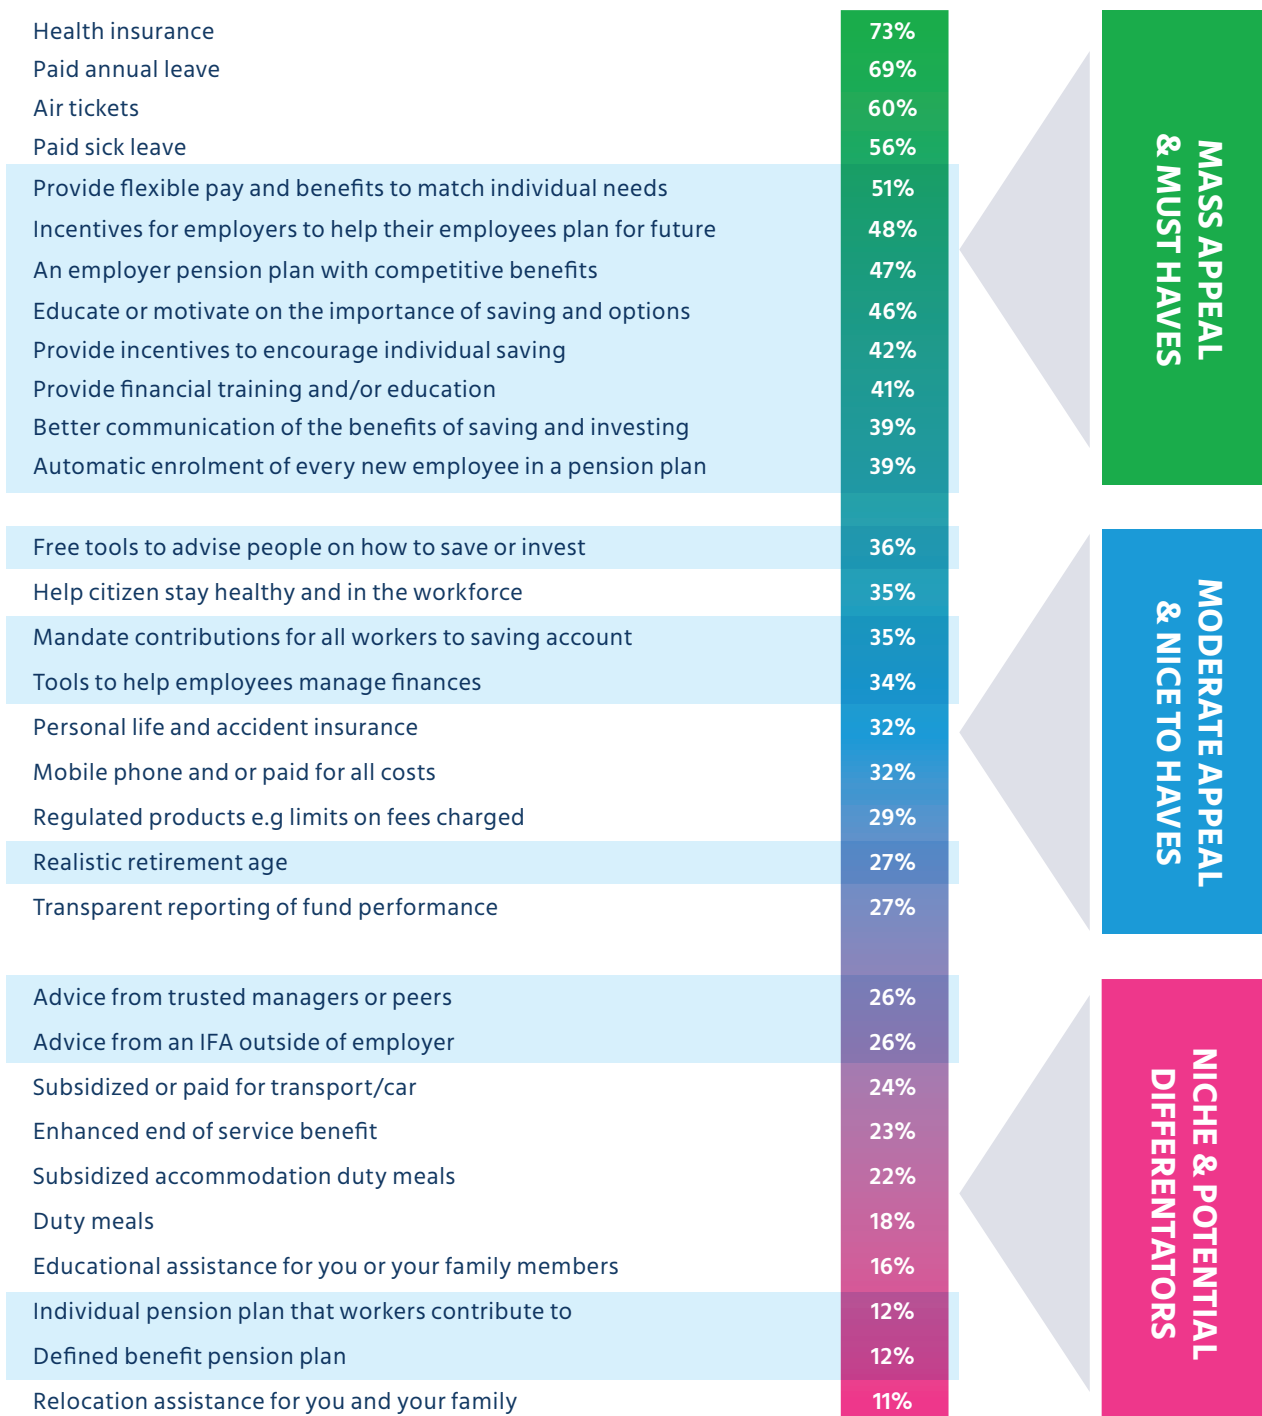 Health insurance 73%
Paid annual leave 69%
Air tickets 60%
Paid sick leave 56%
Provide flexible pay and benefits to match individual needs 51%
Incentives for employers to help their employees plan for future 48%
An employer pension plan with competitive benefits 47%
Educate or motivate on the importance of saving and options 46%
Provide incentives to encourage individual saving 42%
Provide financial training and/or education 41%
Better communication of the benefits of saving and investing 39%
Automatic enrolment of every new employee in a pension plan 39%
MASS APPEAL
& MUST HAVES
Free tools to advise people on how to save or invest 36%
Help citizen stay healthy and in the workforce 35%
Mandate contributions for all workers to saving account 35%
Tools to help employees manage finances 34%
Personal life and accident insurance 32%
Mobile phone and or paid for all costs 32%
Regulated products e.g limits on fees charged 29%
Realistic retirement age 27%
Transparent reporting of fund performance 27%
MODERATE APPEAL
& NICE TO HAVES
Advice from trusted managers or peers 26%
Advice from an IFA outside of employer 26%
Subsidized or paid for transport/car 24%
Enhanced end of service benefit 23%
Subsidized accommodation duty meals 22%
Duty meals 18%
Educational assistance for you or your family members 16%
Individual pension plan that workers contribute to 12%
Defined benefit pension plan 12%
Relocation assistance for you and your family 11%
NICHE & POTENTIAL
DIFFERENTATORS